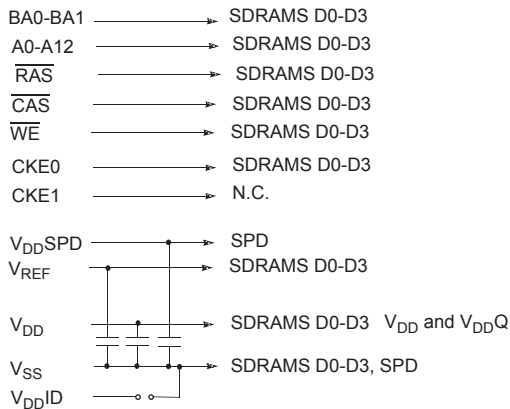 BA0-BA1 SDRAMS D0-D3
A0-A12 SDRAMS D0-D3
RAS SDRAMS D0-D3
CAS SDRAMS D0-D3
WE SDRAMS D0-D3
CKE0 SDRAMS D0-D3
CKE1 N.C.
VDDSPD SPD
VREF SDRAMS D0-D3
VDD SDRAMS D0-D3 VDD and VDDQ
VSS SDRAMS D0-D3, SPD
VDDID